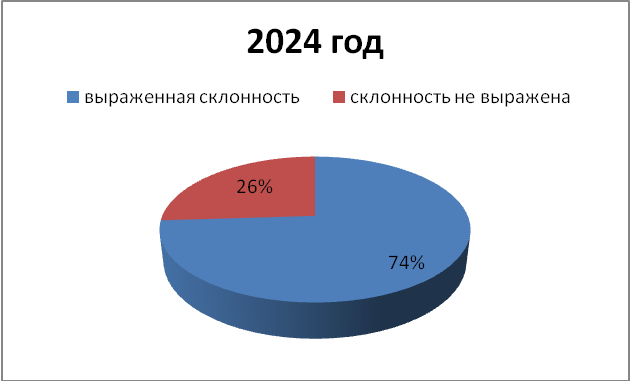 2024 год
выраженная склонность склонность не выражена
26%
74%